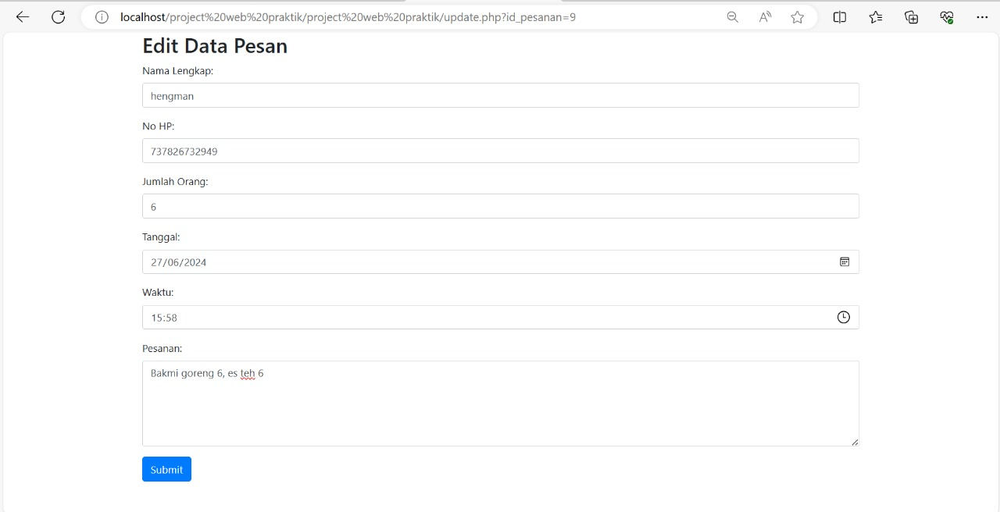 localhost/project%20web%20praktik/project%20web%20praktik/update.php?id_pesanan=9
Edit Data Pesan
Nama Lengkap:
hengman
No HP:
737826732949
Jumlah Orang:
6
Tanggal:
27/06/2024
Waktu:
15:58
Pesanan:
Bakmi goreng 6, es teh 6
Submit